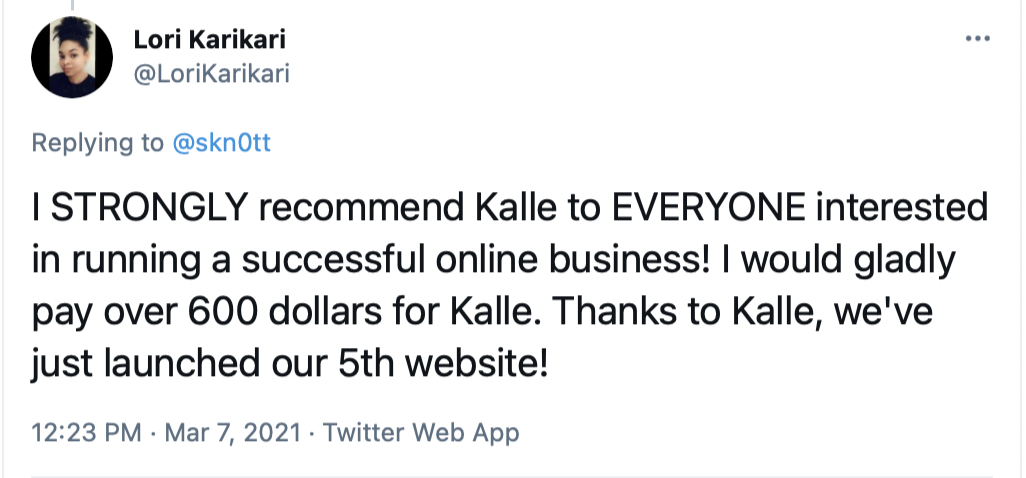 Lori Karikari
@LoriKarikari
Replying to @skn0tt
I STRONGLY recommend Kalle to EVERYONE interested
in running a successful online business! I would gladly
pay over 600 dollars for Kalle. Thanks to Kalle, we've
just launched our 5th website!
12:23 PM · Mar 7, 2021 · Twitter Web App